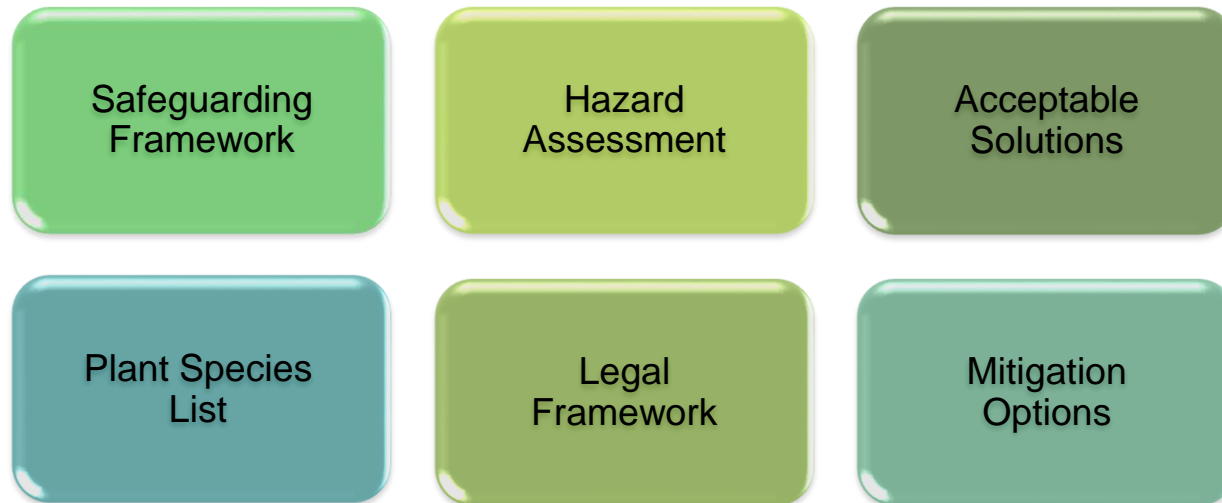 Safeguarding
Framework
Hazard
Assessment
Acceptable
Solutions
Plant Species
List
Legal
Framework
Mitigation
Options